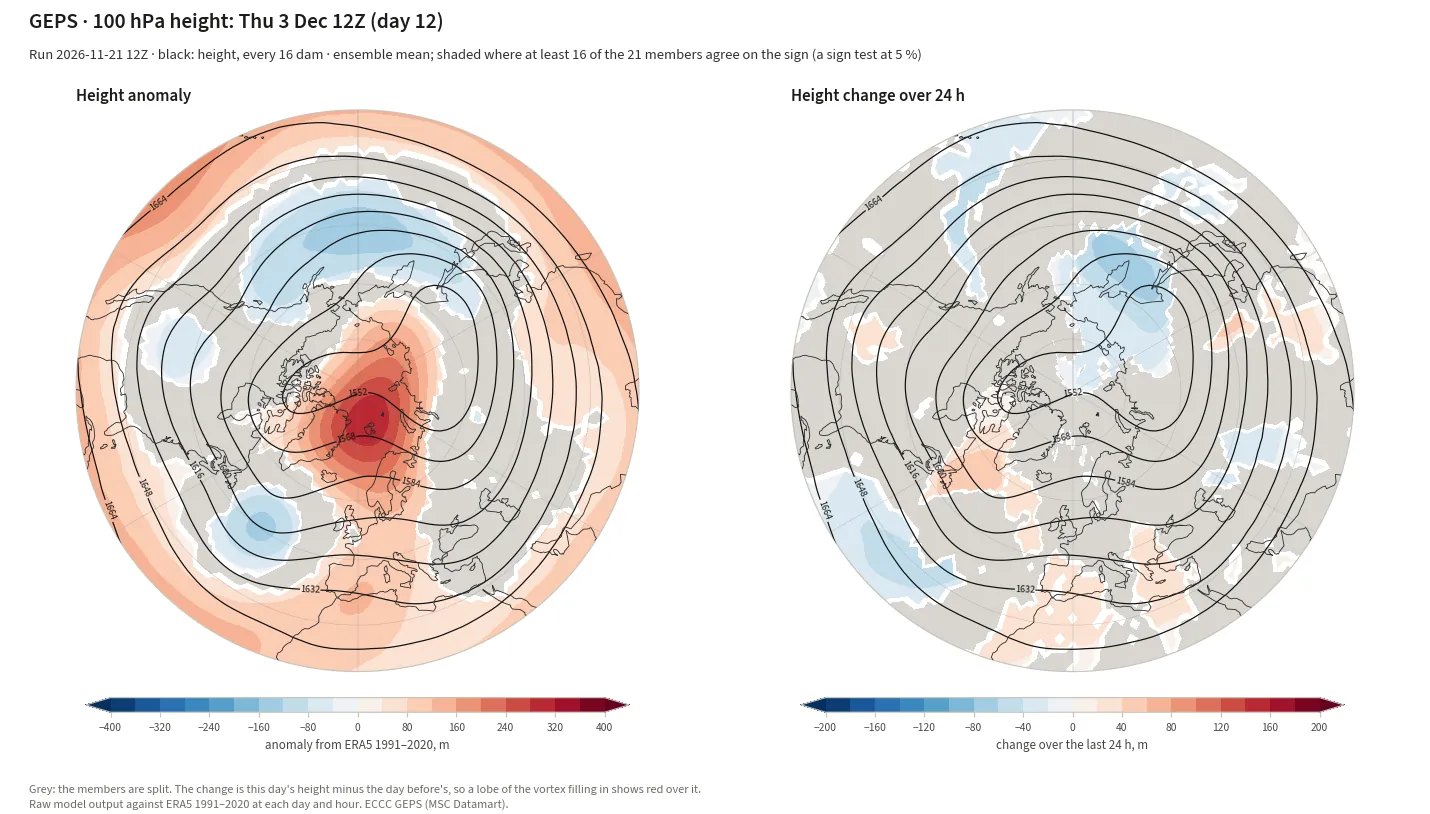 GEPS · 100 hPa height: Thu 3 Dec 12Z (day 12)
Run 2026-11-21 12Z · black: height, every 16 dam · ensemble mean; shaded where at least 16 of the 21 members agree on the sign (a sign test at 5 %)
Height anomaly
Height change over 24 h
1664
1552
1568
1584
1600
1616
1648
1664
1632
1664
1552
1568
1584
1600
1616
1648
1664
1632
−400 −320 −240 −160 −80 0 80 160 240 320 400
anomaly from ERA5 1991–2020, m
−200 −160 −120 −80 −40 0 40 80 120 160 200
change over the last 24 h, m
Grey: the members are split. The change is this day's height minus the day before's, so a lobe of the vortex filling in shows red over it.
Raw model output against ERA5 1991–2020 at each day and hour. ECCC GEPS (MSC Datamart).